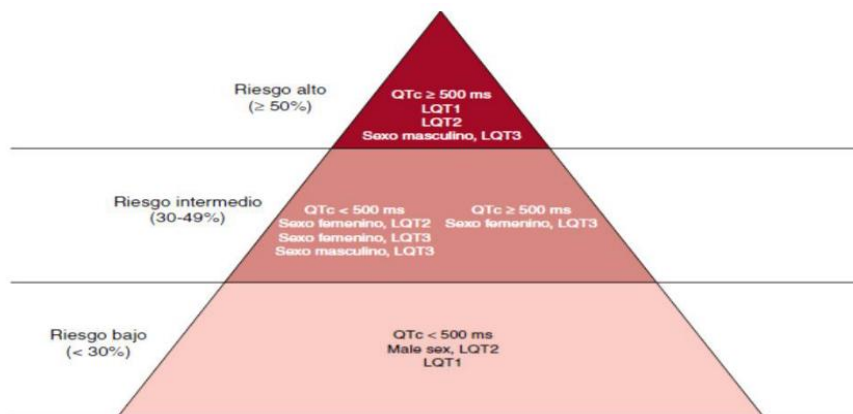 Riesgo alto
(≥ 50%)
QTc ≥ 500 ms
LQT1
LQT2
Sexo masculino, LQT3
Riesgo intermedio
(30-49%)
QTc < 500 ms
Sexo femenino, LQT2
Sexo femenino, LQT3
Sexo masculino, LQT3
QTc ≥ 500 ms
Sexo femenino, LQT3
Riesgo bajo
(< 30%)
QTc < 500 ms
Male sex, LQT2
LQT1